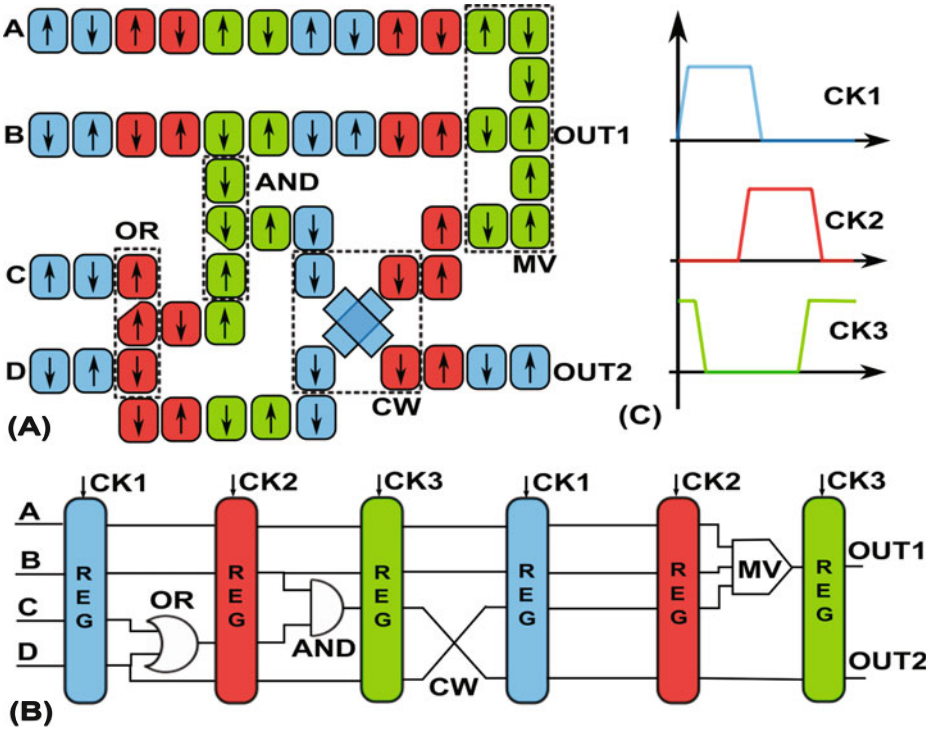 A
B
OUT1
AND
OR
MV
C
D
OUT2
CW
(A)
CK1
CK2
CK3
(C)
CK1 CK2 CK3 CK1 CK2 CK3
A
B
C
D
REG
OR
REG
AND
REG
CW
REG
REG
MV
REG
OUT1
OUT2
(B)